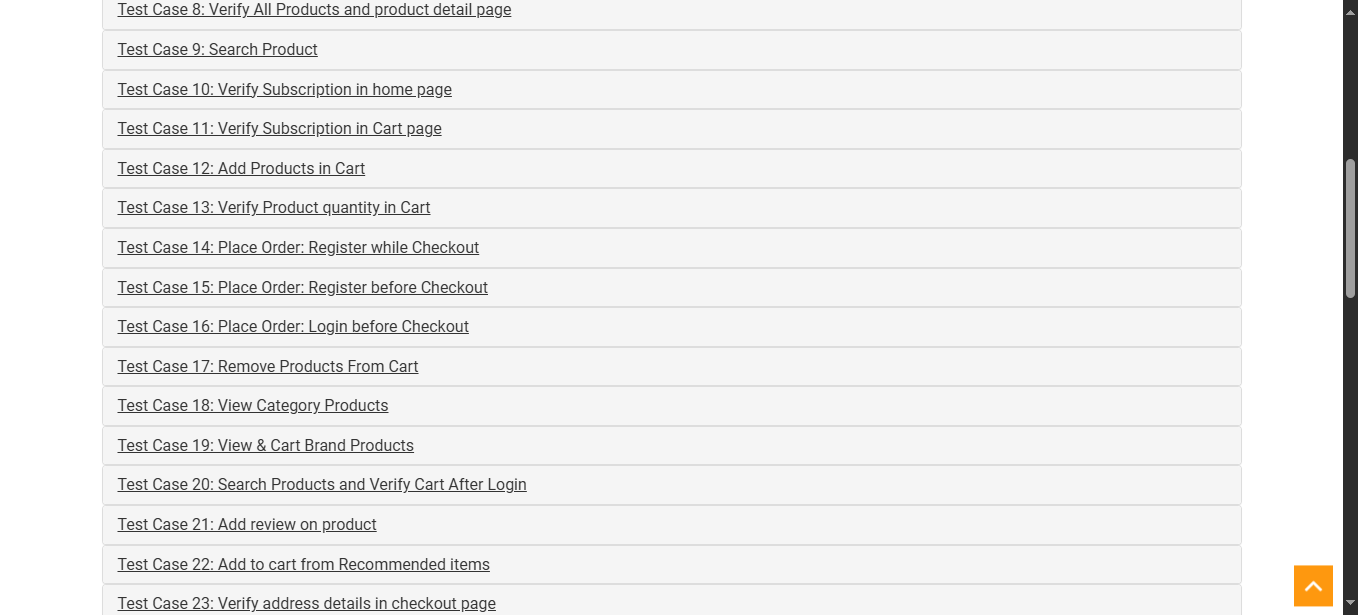 Test Case 8: Verify All Products and product detail page
Test Case 9: Search Product
Test Case 10: Verify Subscription in home page
Test Case 11: Verify Subscription in Cart page
Test Case 12: Add Products in Cart
Test Case 13: Verify Product quantity in Cart
Test Case 14: Place Order: Register while Checkout
Test Case 15: Place Order: Register before Checkout
Test Case 16: Place Order: Login before Checkout
Test Case 17: Remove Products From Cart
Test Case 18: View Category Products
Test Case 19: View & Cart Brand Products
Test Case 20: Search Products and Verify Cart After Login
Test Case 21: Add review on product
Test Case 22: Add to cart from Recommended items
Test Case 23: Verify address details in checkout page